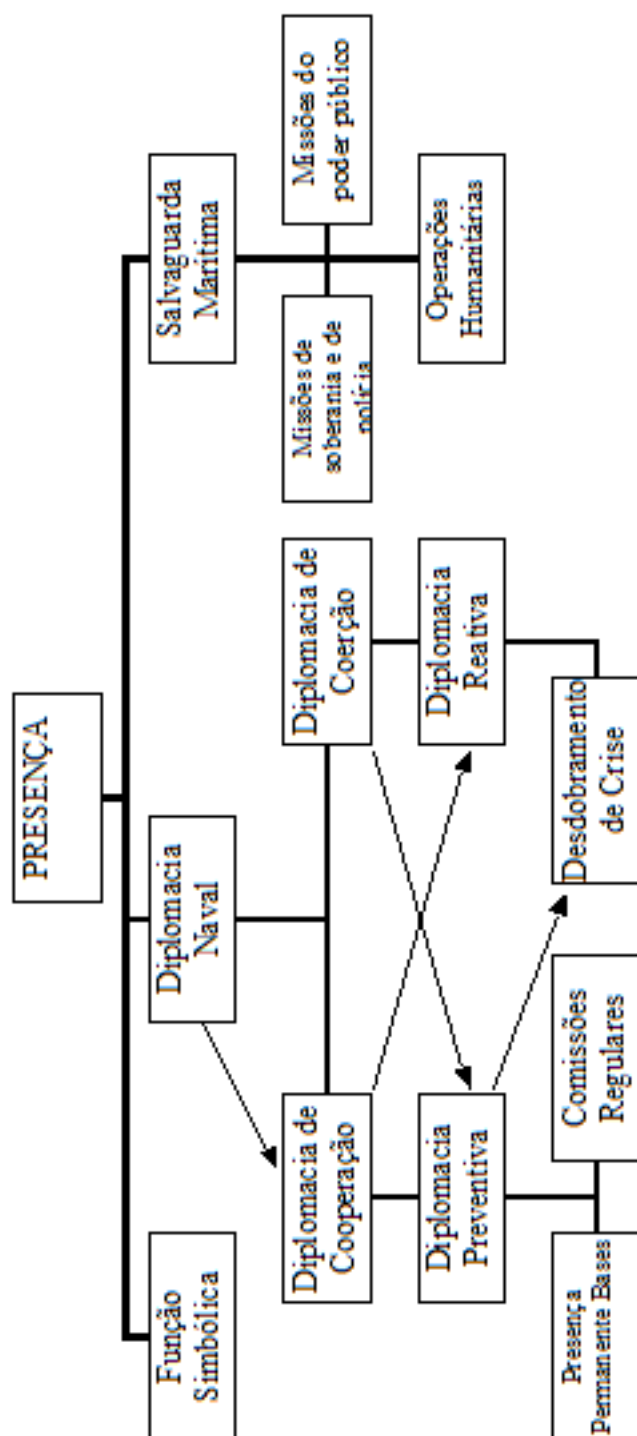 PRESENÇA
Função
Simbólica
Diplomacia
Naval
Salvaguarda
Marítima
Diplomacia de
Cooperação
Diplomacia de
Coerção
Missões de
soberania e de
polícia
Missões do
poder público
Diplomacia
Preventiva
Diplomacia
Reativa
Operações
Humanitárias
Presença
Permanente Bases
Comissões
Regulares
Desdobramento
de Crise